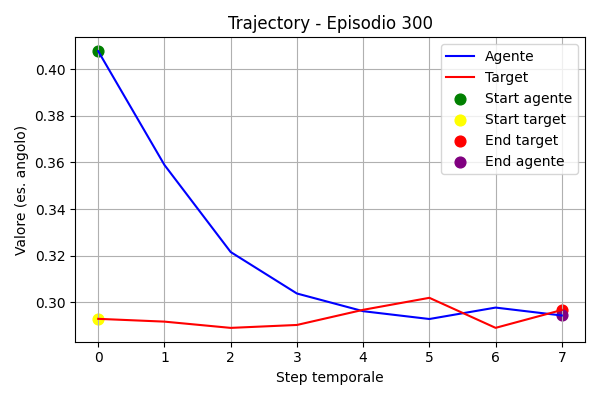 Trajectory - Episodio 300
Valore (es. angolo)
0.40
0.38
0.36
0.34
0.32
0.30
0 1 2 3 4 5 6 7
Step temporale
Agente
Target
Start agente
Start target
End target
End agente